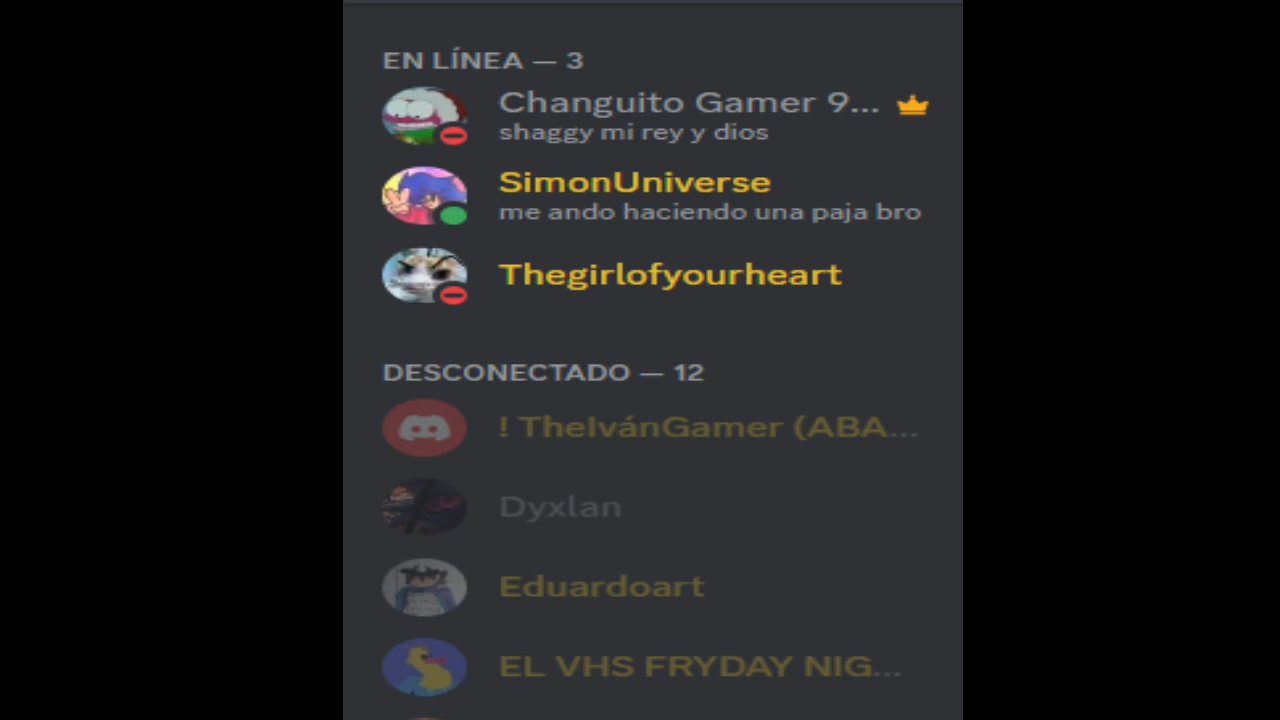 EN LÍNEA — 3
Changuito Gamer 9...
shaggy mi rey y dios
SimonUniverse
me ando haciendo una paja bro
Thegirlofyourheart
DESCONECTADO — 12
! TheIvánGamer (ABA...
Dyxlan
Eduardoart
EL VHS FRYDAY NIG...